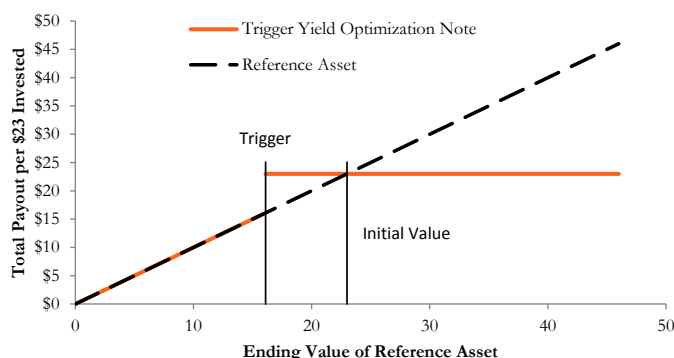 $50
$45
$40
$35
$30
$25
$20
$15
$10
$5
$0
Total Payout per $23 Invested
Trigger Yield Optimization Note
Reference Asset
Trigger
Initial Value
0
10
20
30
40
50
Ending Value of Reference Asset